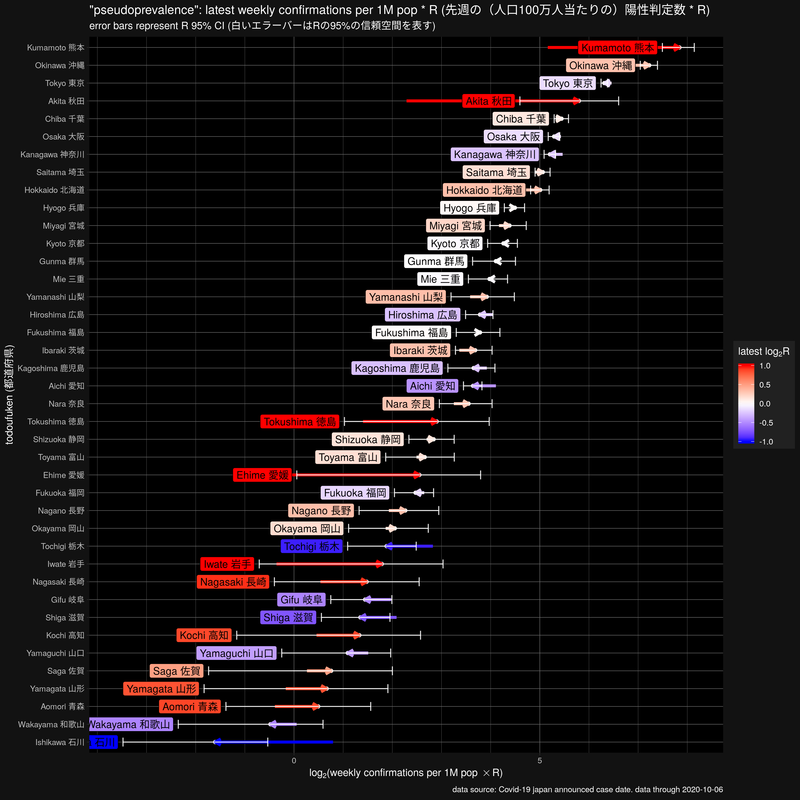 "pseudoprevalence": latest weekly confirmations per 1M pop * R (先週の（人口100万人当たりの）陽性判定数 * R)
error bars represent R 95% CI (白いエラーバーはRの95%の信頼空間を表す)
todoufuken (都道府県)
Kumamoto 熊本
Kumamoto 熊本
Okinawa 沖縄
Okinawa 沖縄
Tokyo 東京
Tokyo 東京
Akita 秋田
Akita 秋田
Chiba 千葉
Chiba 千葉
Osaka 大阪
Osaka 大阪
Kanagawa 神奈川
Kanagawa 神奈川
Saitama 埼玉
Saitama 埼玉
Hokkaido 北海道
Hokkaido 北海道
Hyogo 兵庫
Hyogo 兵庫
Miyagi 宮城
Miyagi 宮城
Kyoto 京都
Kyoto 京都
Gunma 群馬
Gunma 群馬
Mie 三重
Mie 三重
Yamanashi 山梨
Yamanashi 山梨
Hiroshima 広島
Hiroshima 広島
Fukushima 福島
Fukushima 福島
Ibaraki 茨城
Ibaraki 茨城
Kagoshima 鹿児島
Kagoshima 鹿児島
Aichi 愛知
Aichi 愛知
Nara 奈良
Nara 奈良
Tokushima 徳島
Tokushima 徳島
Shizuoka 静岡
Shizuoka 静岡
Toyama 富山
Toyama 富山
Ehime 愛媛
Ehime 愛媛
Fukuoka 福岡
Fukuoka 福岡
Nagano 長野
Nagano 長野
Okayama 岡山
Okayama 岡山
Tochigi 栃木
Tochigi 栃木
Iwate 岩手
Iwate 岩手
Nagasaki 長崎
Nagasaki 長崎
Gifu 岐阜
Gifu 岐阜
Shiga 滋賀
Shiga 滋賀
Kochi 高知
Kochi 高知
Yamaguchi 山口
Yamaguchi 山口
Saga 佐賀
Saga 佐賀
Yamagata 山形
Yamagata 山形
Aomori 青森
Aomori 青森
Wakayama 和歌山
Wakayama 和歌山
Ishikawa 石川
石川
0 5
log₂(weekly confirmations per 1M pop × R)
latest log₂R
1.0
0.5
0.0
-0.5
-1.0
data source: Covid-19 japan announced case date. data through 2020-10-06